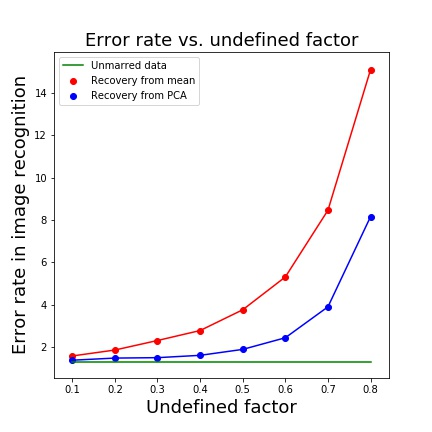 Error rate vs. undefined factor
Unmarred data
Recovery from mean
Recovery from PCA
Error rate in image recognition
14
12
10
8
6
4
2
0.1 0.2 0.3 0.4 0.5 0.6 0.7 0.8
Undefined factor